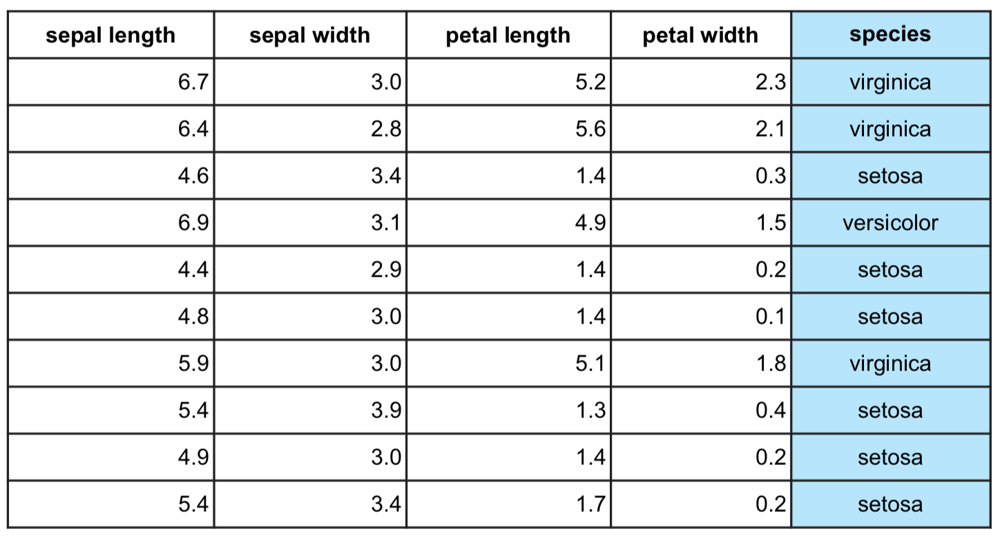 sepal length sepal width petal length petal width species
6.7 3.0 5.2 2.3 virginica
6.4 2.8 5.6 2.1 virginica
4.6 3.4 1.4 0.3 setosa
6.9 3.1 4.9 1.5 versicolor
4.4 2.9 1.4 0.2 setosa
4.8 3.0 1.4 0.1 setosa
5.9 3.0 5.1 1.8 virginica
5.4 3.9 1.3 0.4 setosa
4.9 3.0 1.4 0.2 setosa
5.4 3.4 1.7 0.2 setosa